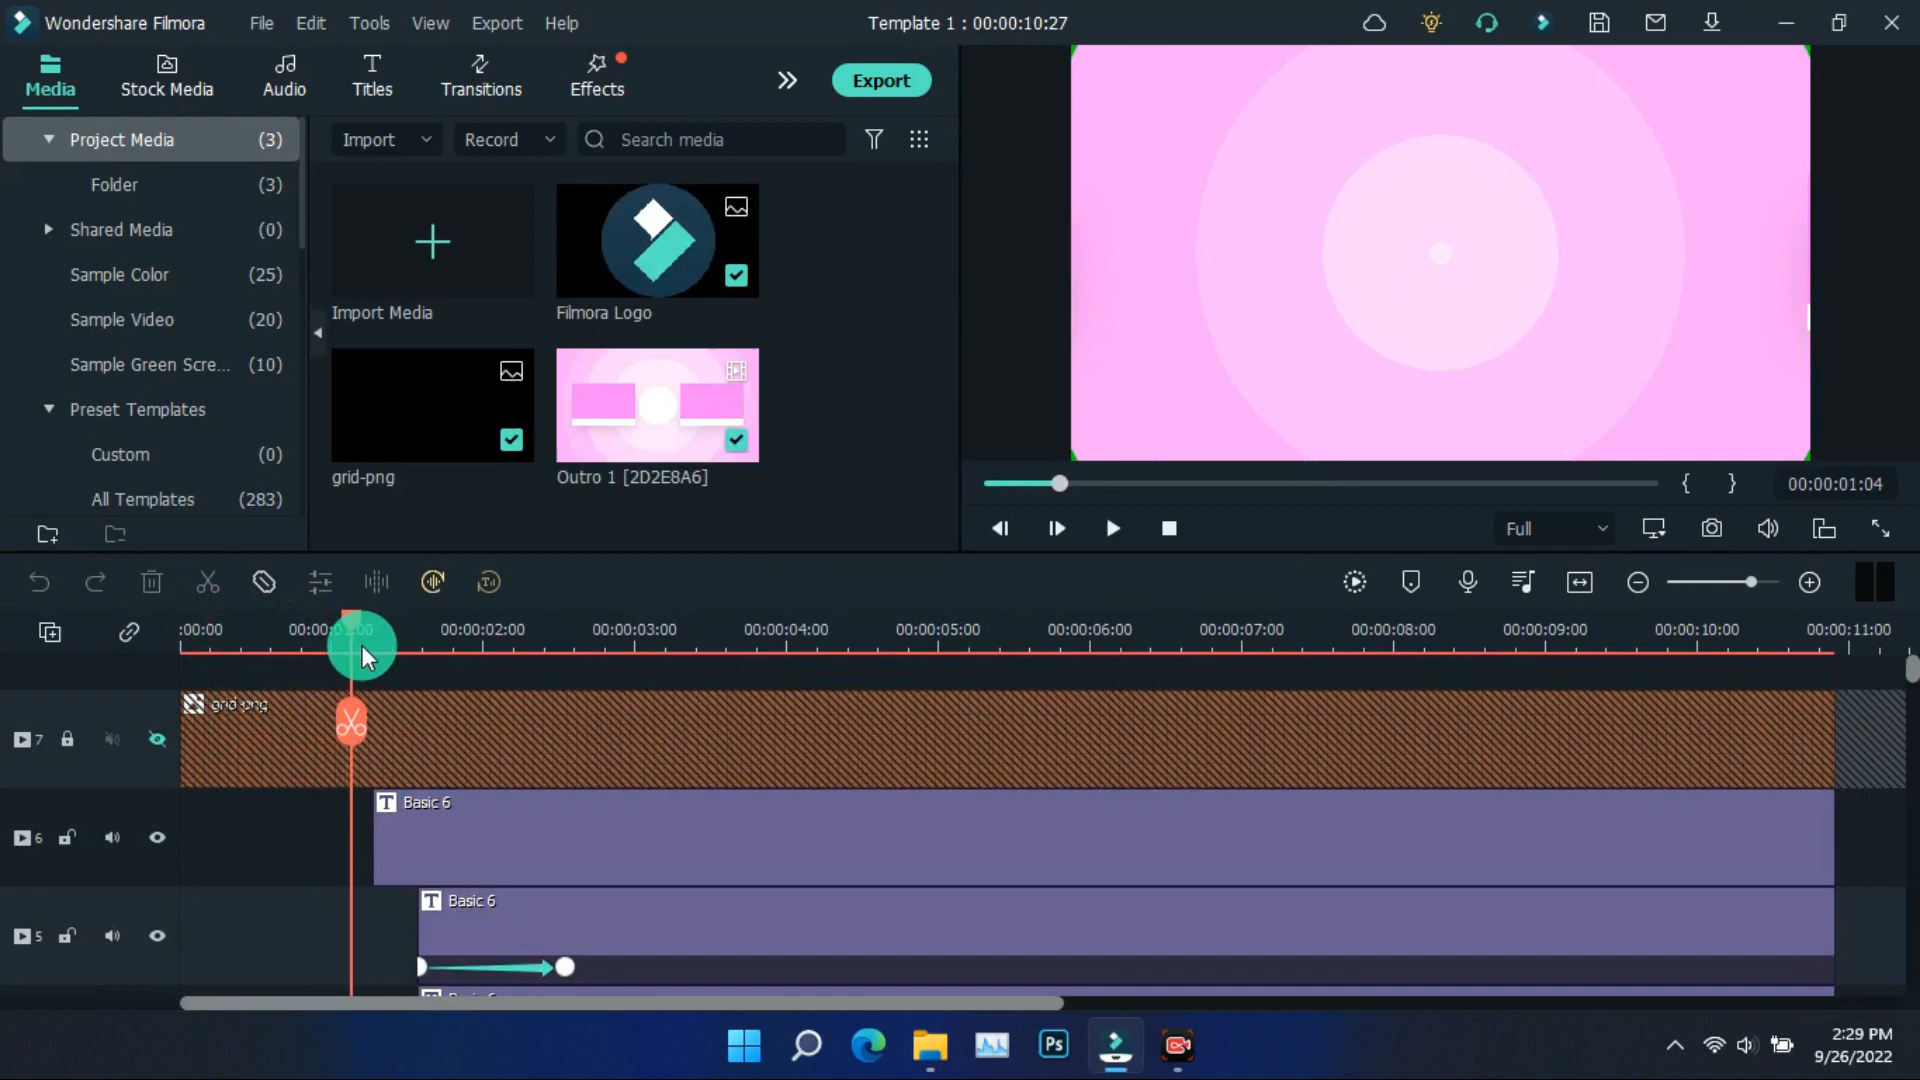 Wondershare Filmora
File
Edit
Tools
View
Export
Help
Template 1 : 00:00:10:27
Media
Stock Media
Audio
Titles
Transitions
Effects
Export
Project Media (3)
Folder (3)
Shared Media (0)
Sample Color (25)
Sample Video (20)
Sample Green Scre... (10)
Preset Templates
Custom (0)
All Templates (283)
Import
Record
Search media
Import Media
Filmora Logo
grid-png
Outro 1 [2D2E8A6]
00:00:01:04
Full
:00:00
00:00:01:00
00:00:02:00
00:00:03:00
00:00:04:00
00:00:05:00
00:00:06:00
00:00:07:00
00:00:08:00
00:00:09:00
00:00:10:00
00:00:11:00
7
grid-png
6
T Basic 6
5
T Basic 6
Ps
2:29 PM
9/26/2022